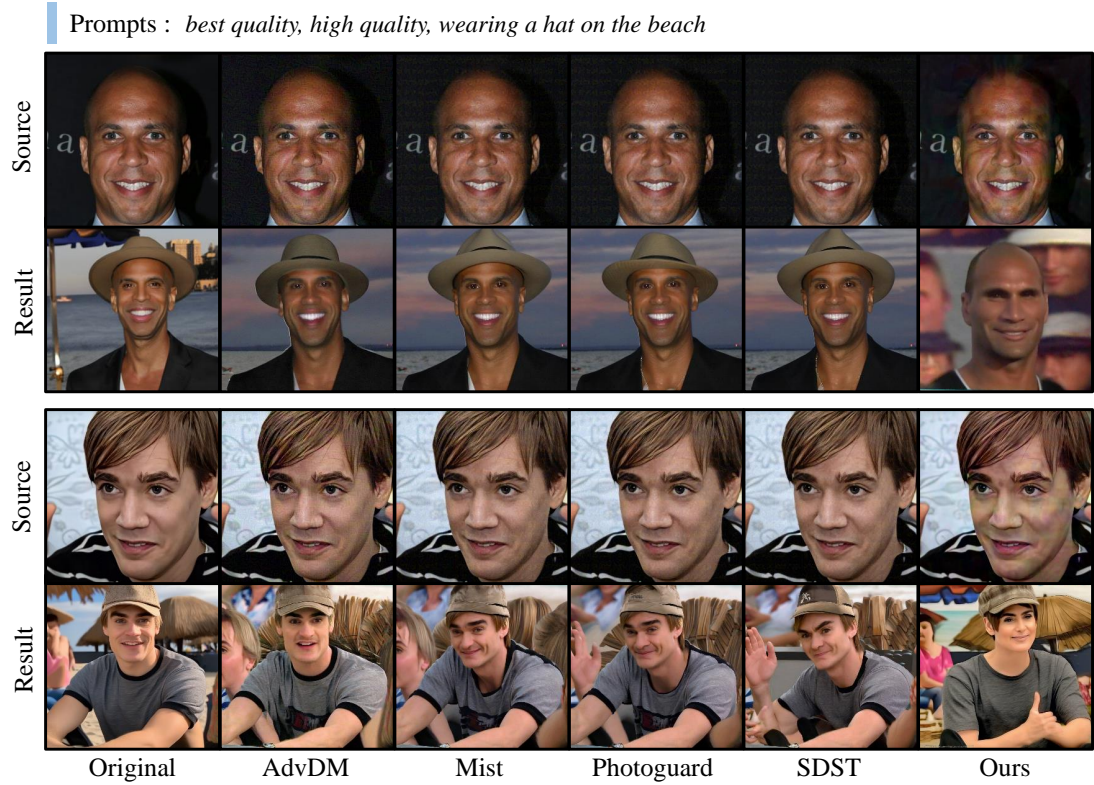 Prompts : best quality, high quality, wearing a hat on the beach
Source
a
a
a
a
a
Result
Source
Result
Original
AdvDM
Mist
Photoguard
SDST
Ours